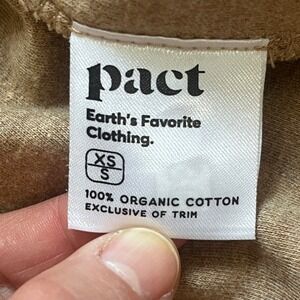 pact
Earth's Favorite
Clothing.
XS
S
100% ORGANIC COTTON
EXCLUSIVE OF TRIM